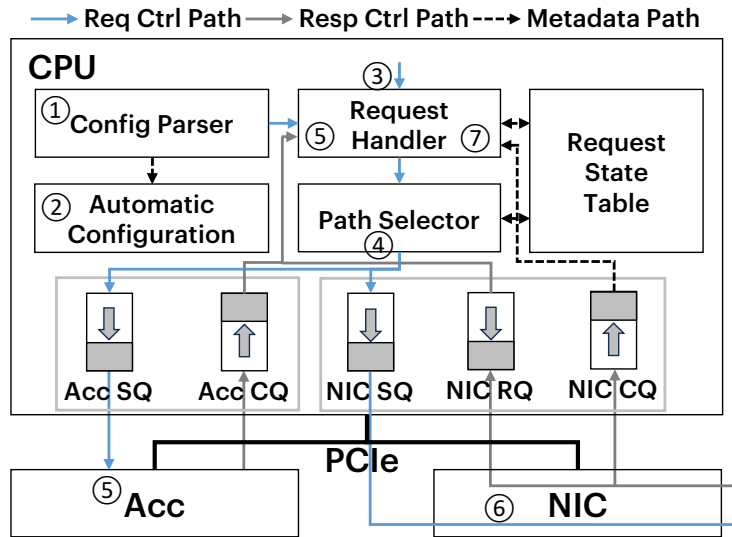 Req Ctrl Path Resp Ctrl Path Metadata Path
CPU
① Config Parser
③
Request
Handler
⑤ ⑦
Request
State
Table
② Automatic
Configuration
Path Selector
④
Acc SQ Acc CQ NIC SQ NIC RQ NIC CQ
PCIe
⑤ Acc
⑥ NIC